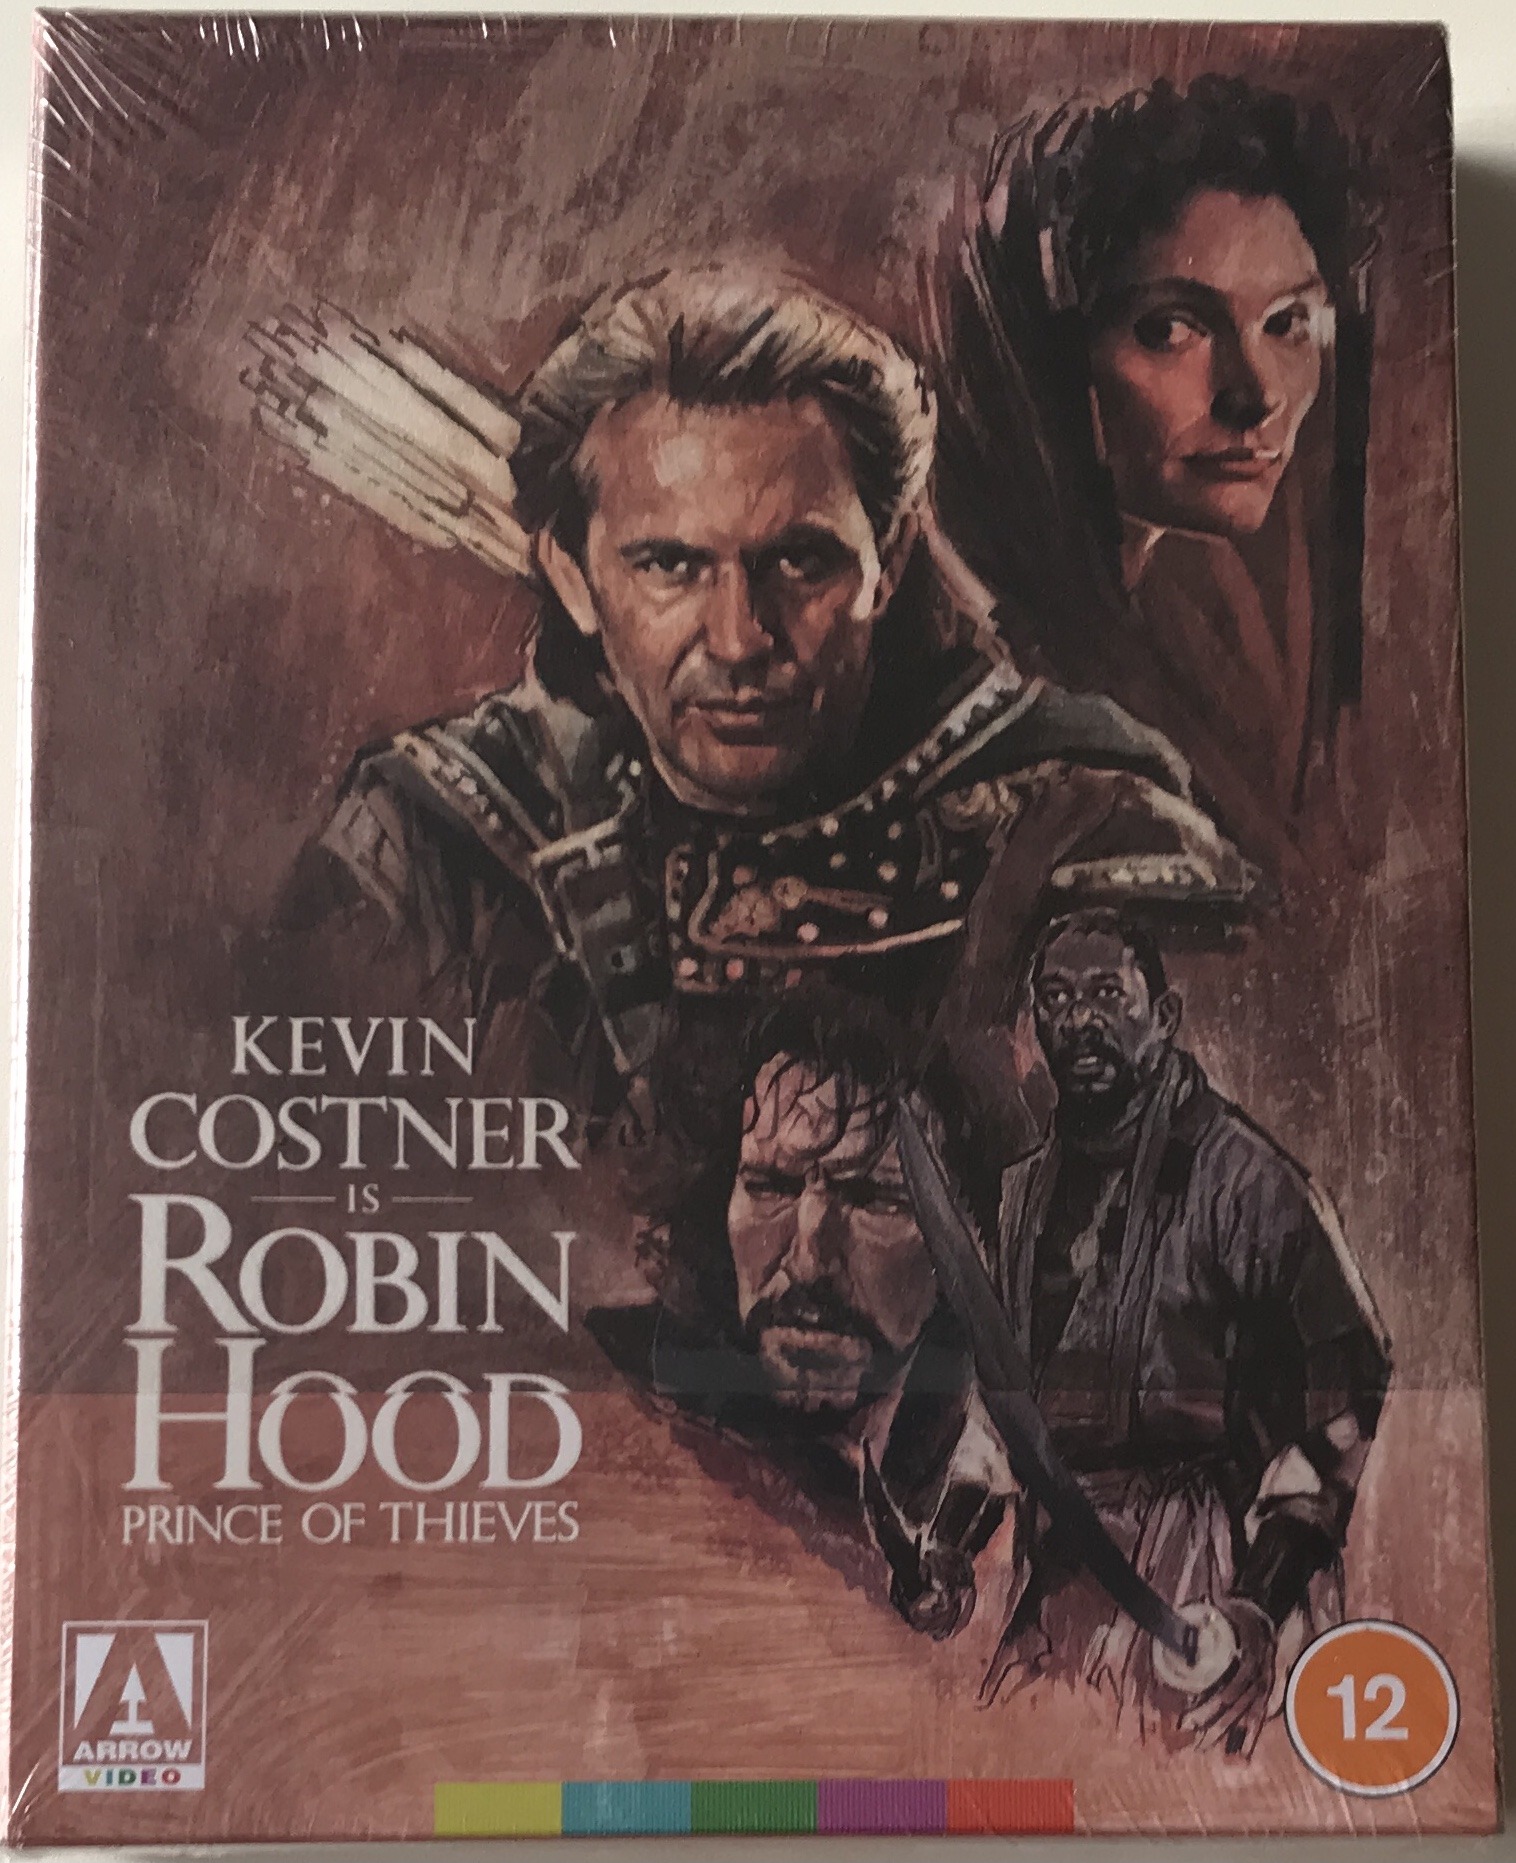 KEVIN
COSTNER
IS
ROBIN
HOOD
PRINCE OF THIEVES
ARROW
VIDEO
12